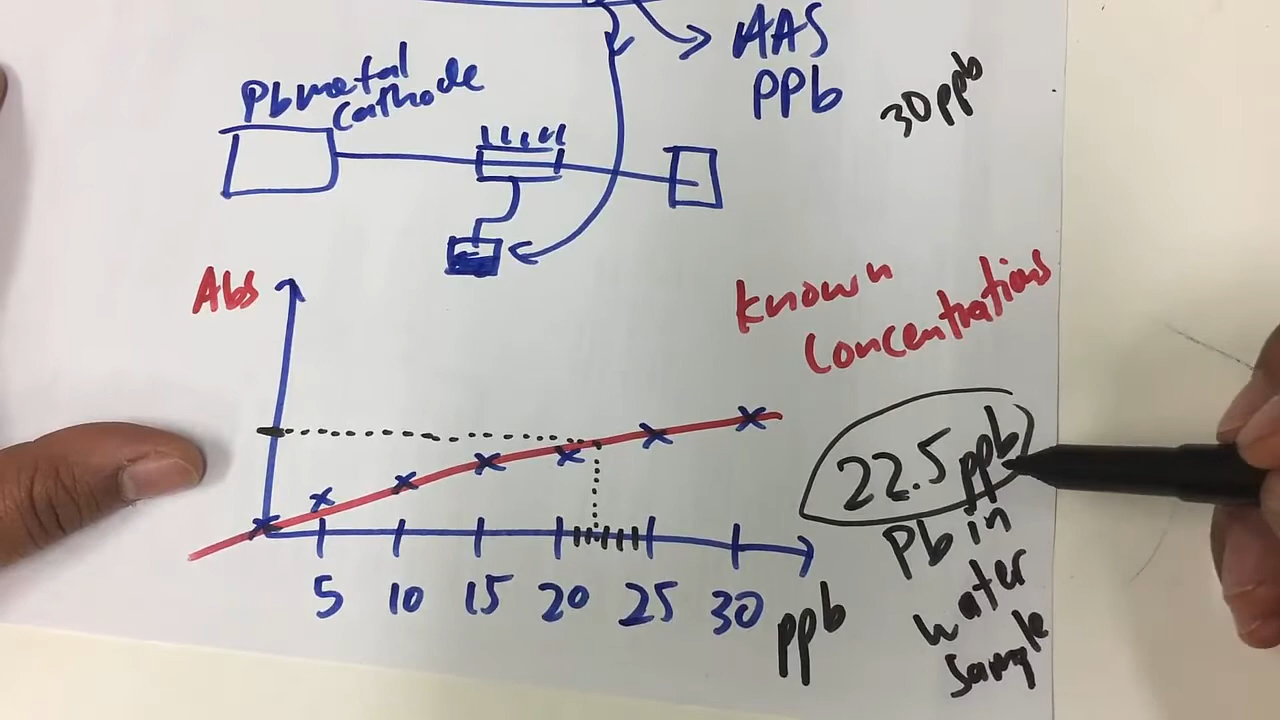 AAS
PPb
30ppb
Pb metal
cathode
Abs
known
concentrations
22.5 ppb
Pb in
water
sample
5 10 15 20 25 30
ppb